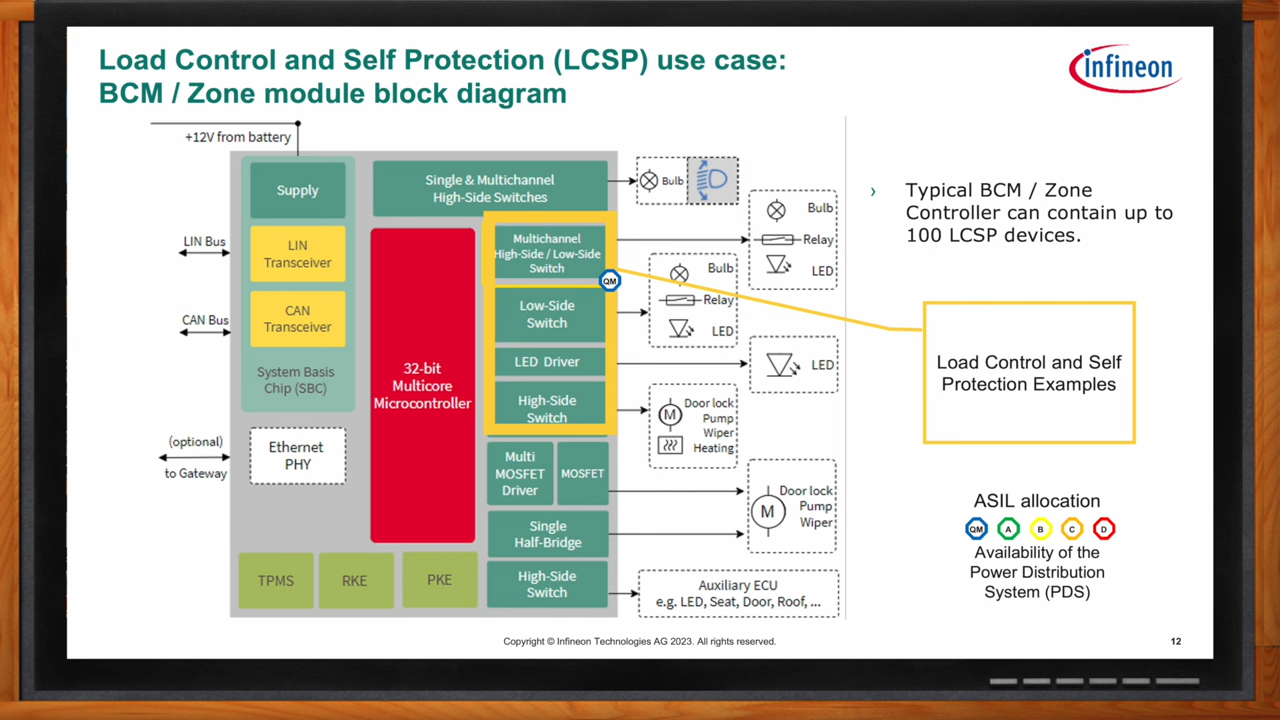 Load Control and Self Protection (LCSP) use case:
BCM / Zone module block diagram
infineon
+12V from battery
Supply
LIN
Transceiver
CAN
Transceiver
System Basis
Chip (SBC)
LIN Bus
CAN Bus
(optional)
to Gateway
Ethernet
PHY
TPMS
RKE
PKE
32-bit
Multicore
Microcontroller
Single & Multichannel
High-Side Switches
Multichannel
High-Side / Low-Side
Switch
QM
Low-Side
Switch
LED Driver
High-Side
Switch
Multi
MOSFET
Driver
MOSFET
Single
Half-Bridge
High-Side
Switch
Bulb
Bulb
Relay
LED
Bulb
Relay
LED
LED
M
Door lock
Pump
Wiper
Heating
M
Door lock
Pump
Wiper
Auxiliary ECU
e.g. LED, Seat, Door, Roof, ...
› Typical BCM / Zone
Controller can contain up to
100 LCSP devices.
Load Control and Self
Protection Examples
ASIL allocation
QM A B C D
Availability of the
Power Distribution
System (PDS)
Copyright © Infineon Technologies AG 2023. All rights reserved.
12